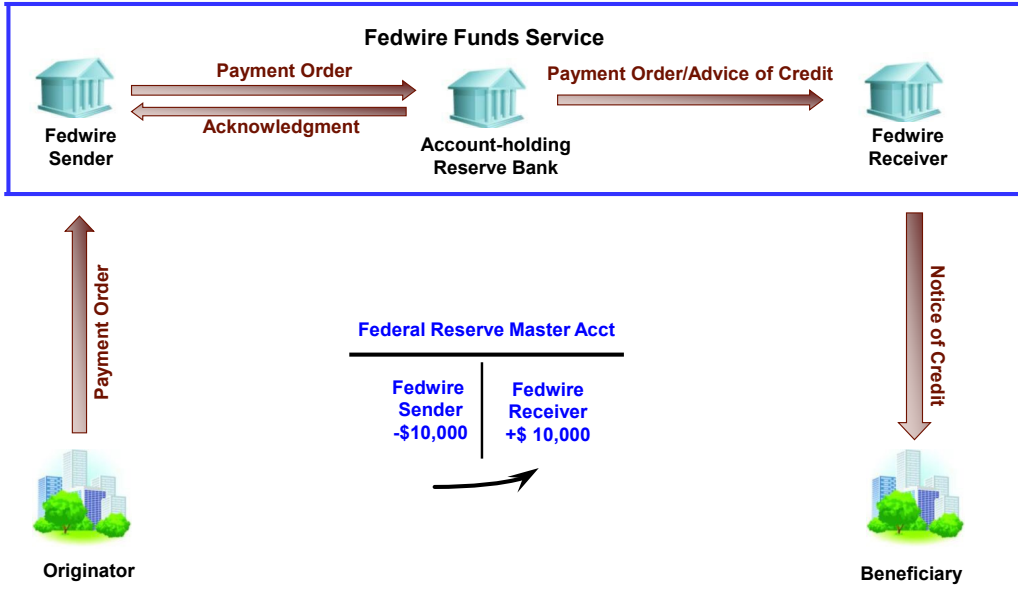 Fedwire Funds Service
Payment Order
Acknowledgment
Payment Order/Advice of Credit
Fedwire
Sender
Account-holding
Reserve Bank
Fedwire
Receiver
Payment Order
Notice of Credit
Federal Reserve Master Acct
Fedwire
Sender
-$10,000
Fedwire
Receiver
+$ 10,000
Originator
Beneficiary